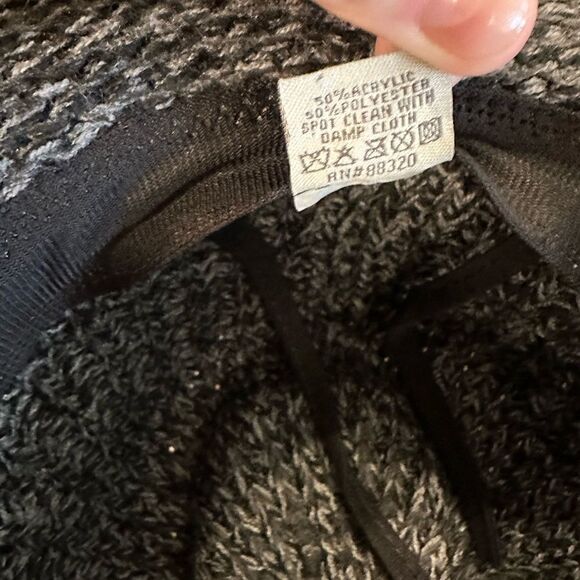 50% ACRYLIC
50% POLYESTER
SPOT CLEAN WITH
DAMP CLOTH
RN#88320